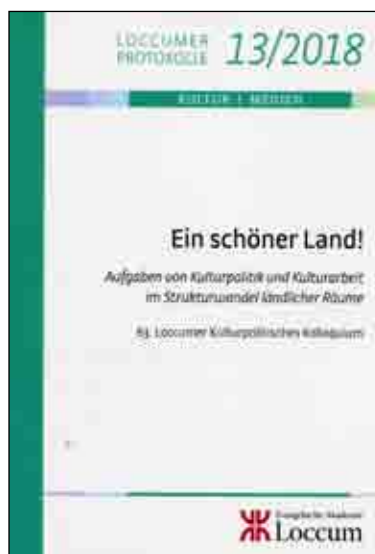 LOCCUMER
PROTOKOLLE 13/2018
KULTUR | MEDIEN
Ein schöner Land!
Aufgaben von Kulturpolitik und Kulturarbeit
im Strukturwandel ländlicher Räume
63. Loccumer Kulturpolitisches Kolloquium
Evangelische Akademie
Loccum